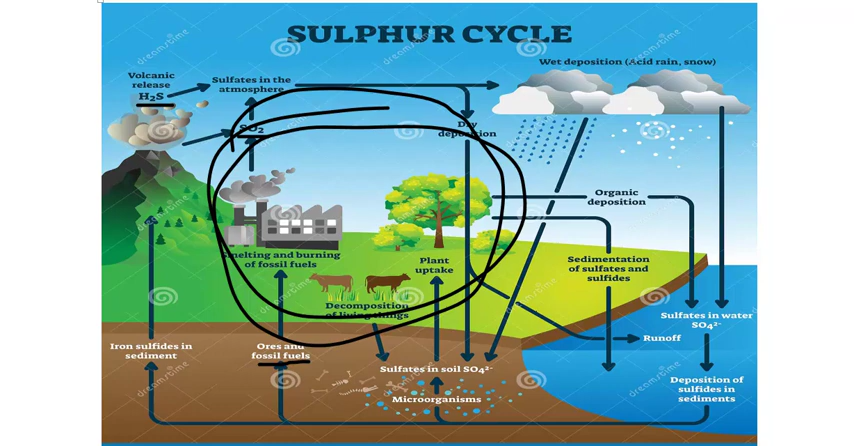 SULPHUR CYCLE
Wet deposition (Acid rain, snow)
Volcanic
release
H2S
Sulfates in the
atmosphere
SO2
Dry
deposition
Organic
deposition
Smelting and burning
of fossil fuels
Plant
uptake
Sedimentation
of sulfates and
sulfides
Decomposition
of living things
Sulfates in water
SO4²⁻
Runoff
Iron sulfides in
sediment
Ores and
fossil fuels
Sulfates in soil SO4²⁻
Microorganisms
Deposition of
sulfides in
sediments
dreamstime